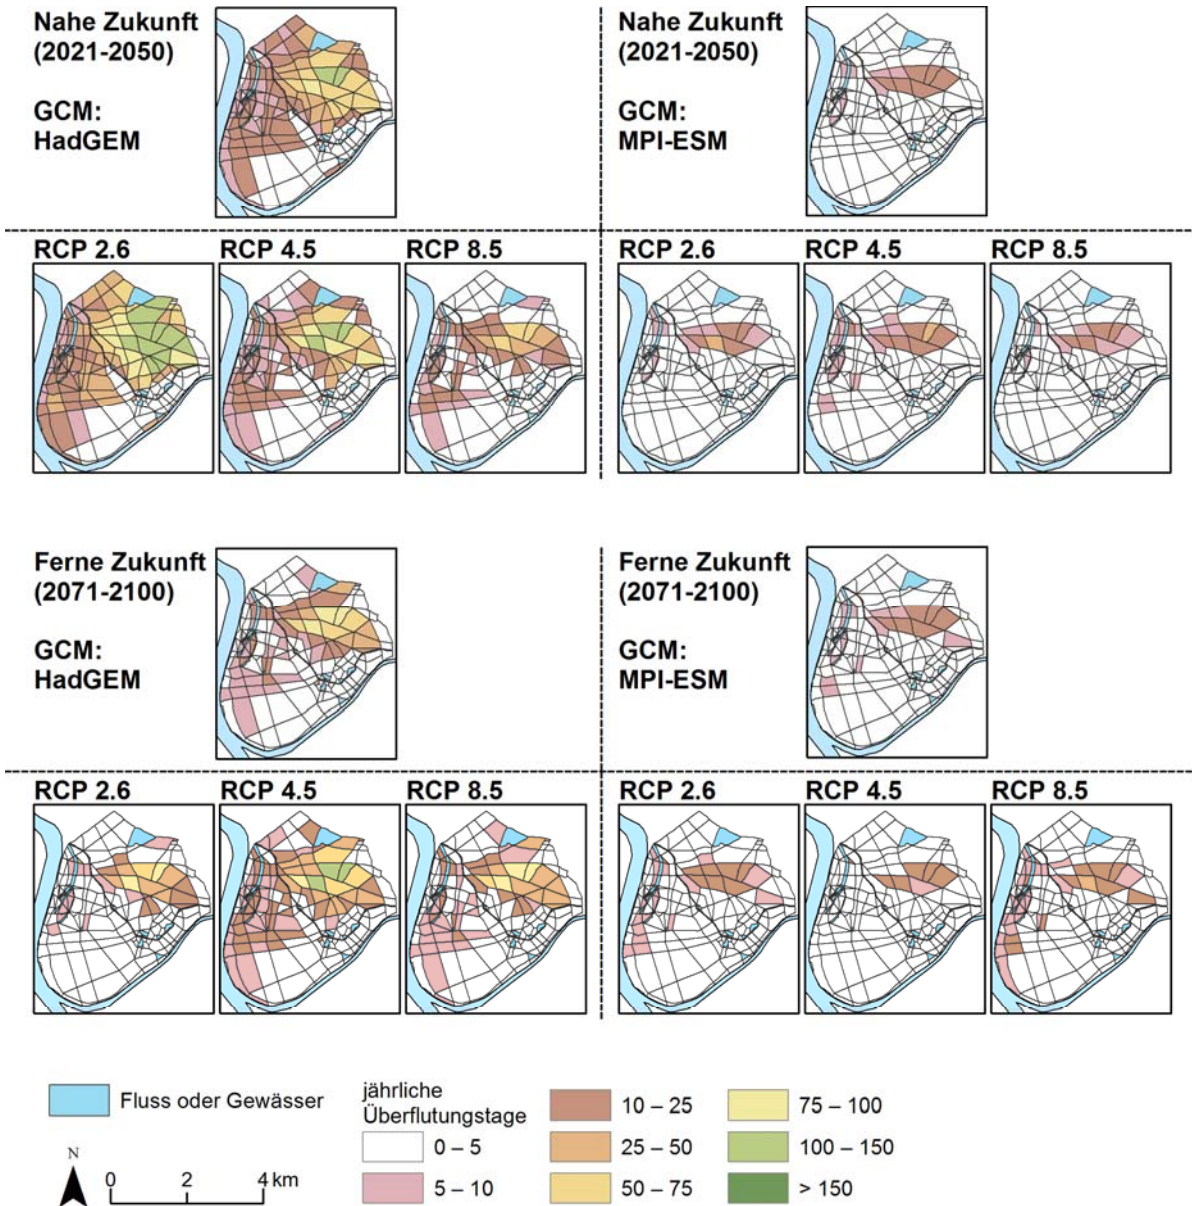 Nahe Zukunft
(2021-2050)
GCM:
HadGEM
Nahe Zukunft
(2021-2050)
GCM:
MPI-ESM
RCP 2.6
RCP 4.5
RCP 8.5
RCP 2.6
RCP 4.5
RCP 8.5
Ferne Zukunft
(2071-2100)
GCM:
HadGEM
Ferne Zukunft
(2071-2100)
GCM:
MPI-ESM
RCP 2.6
RCP 4.5
RCP 8.5
RCP 2.6
RCP 4.5
RCP 8.5
Fluss oder Gewässer
N
0 2 4 km
jährliche
Überflutungstage
0 – 5
5 – 10
10 – 25
25 – 50
50 – 75
75 – 100
100 – 150
> 150